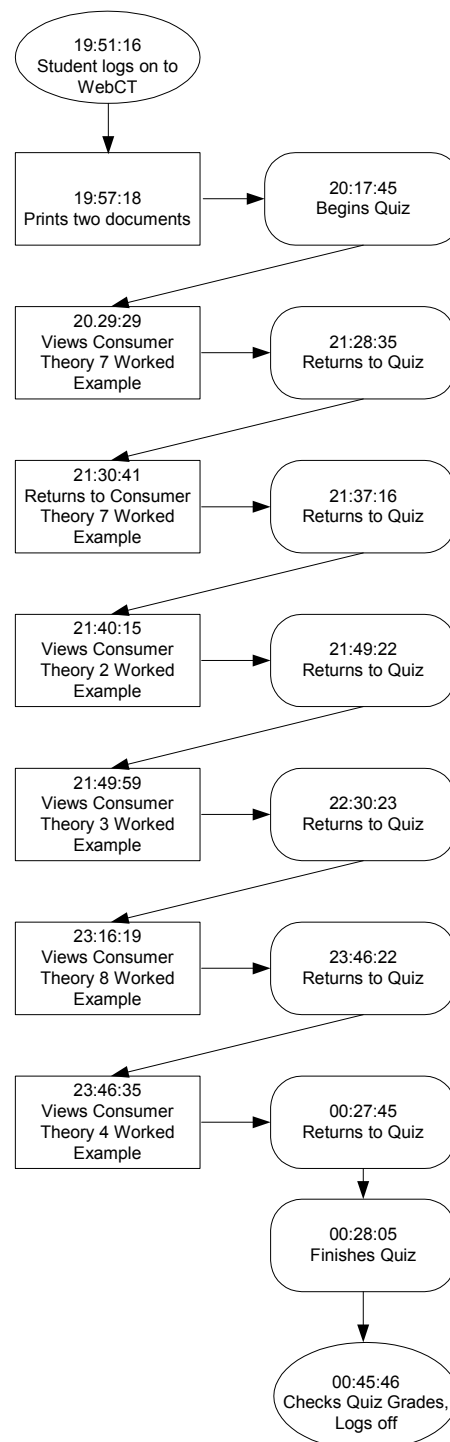 19:51:16
Student logs on to
WebCT
19:57:18
Prints two documents
20:17:45
Begins Quiz
20.29:29
Views Consumer
Theory 7 Worked
Example
21:28:35
Returns to Quiz
21:30:41
Returns to Consumer
Theory 7 Worked
Example
21:37:16
Returns to Quiz
21:40:15
Views Consumer
Theory 2 Worked
Example
21:49:22
Returns to Quiz
21:49:59
Views Consumer
Theory 3 Worked
Example
22:30:23
Returns to Quiz
23:16:19
Views Consumer
Theory 8 Worked
Example
23:46:22
Returns to Quiz
23:46:35
Views Consumer
Theory 4 Worked
Example
00:27:45
Returns to Quiz
00:28:05
Finishes Quiz
00:45:46
Checks Quiz Grades,
Logs off